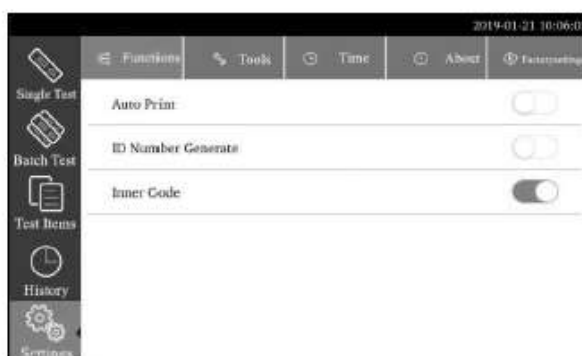 2019-01-21 10:06:0
Functions Tools Time About Factorysetting
Single Test
Batch Test
Test Items
History
Settings
Auto Print
ID Number Generate
Inner Code